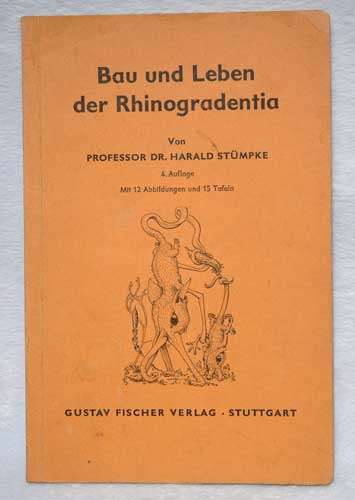 Bau und Leben
der Rhinogradentia
Von
PROFESSOR DR. HARALD STÜMPKE
4. Auflage
Mit 12 Abbildungen und 15 Tafeln
GUSTAV FISCHER VERLAG · STUTTGART